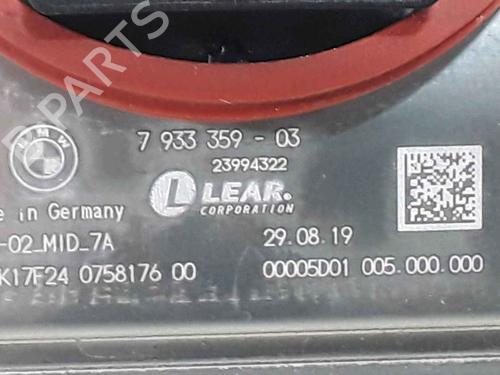 BMW
7 933 359 - 03
23994322
L LEAR.
CORPORATION
in Germany
-02_MID_7A
29.08.19
K17F24 0758176 00
00005D01 005.000.000
B-PARTS